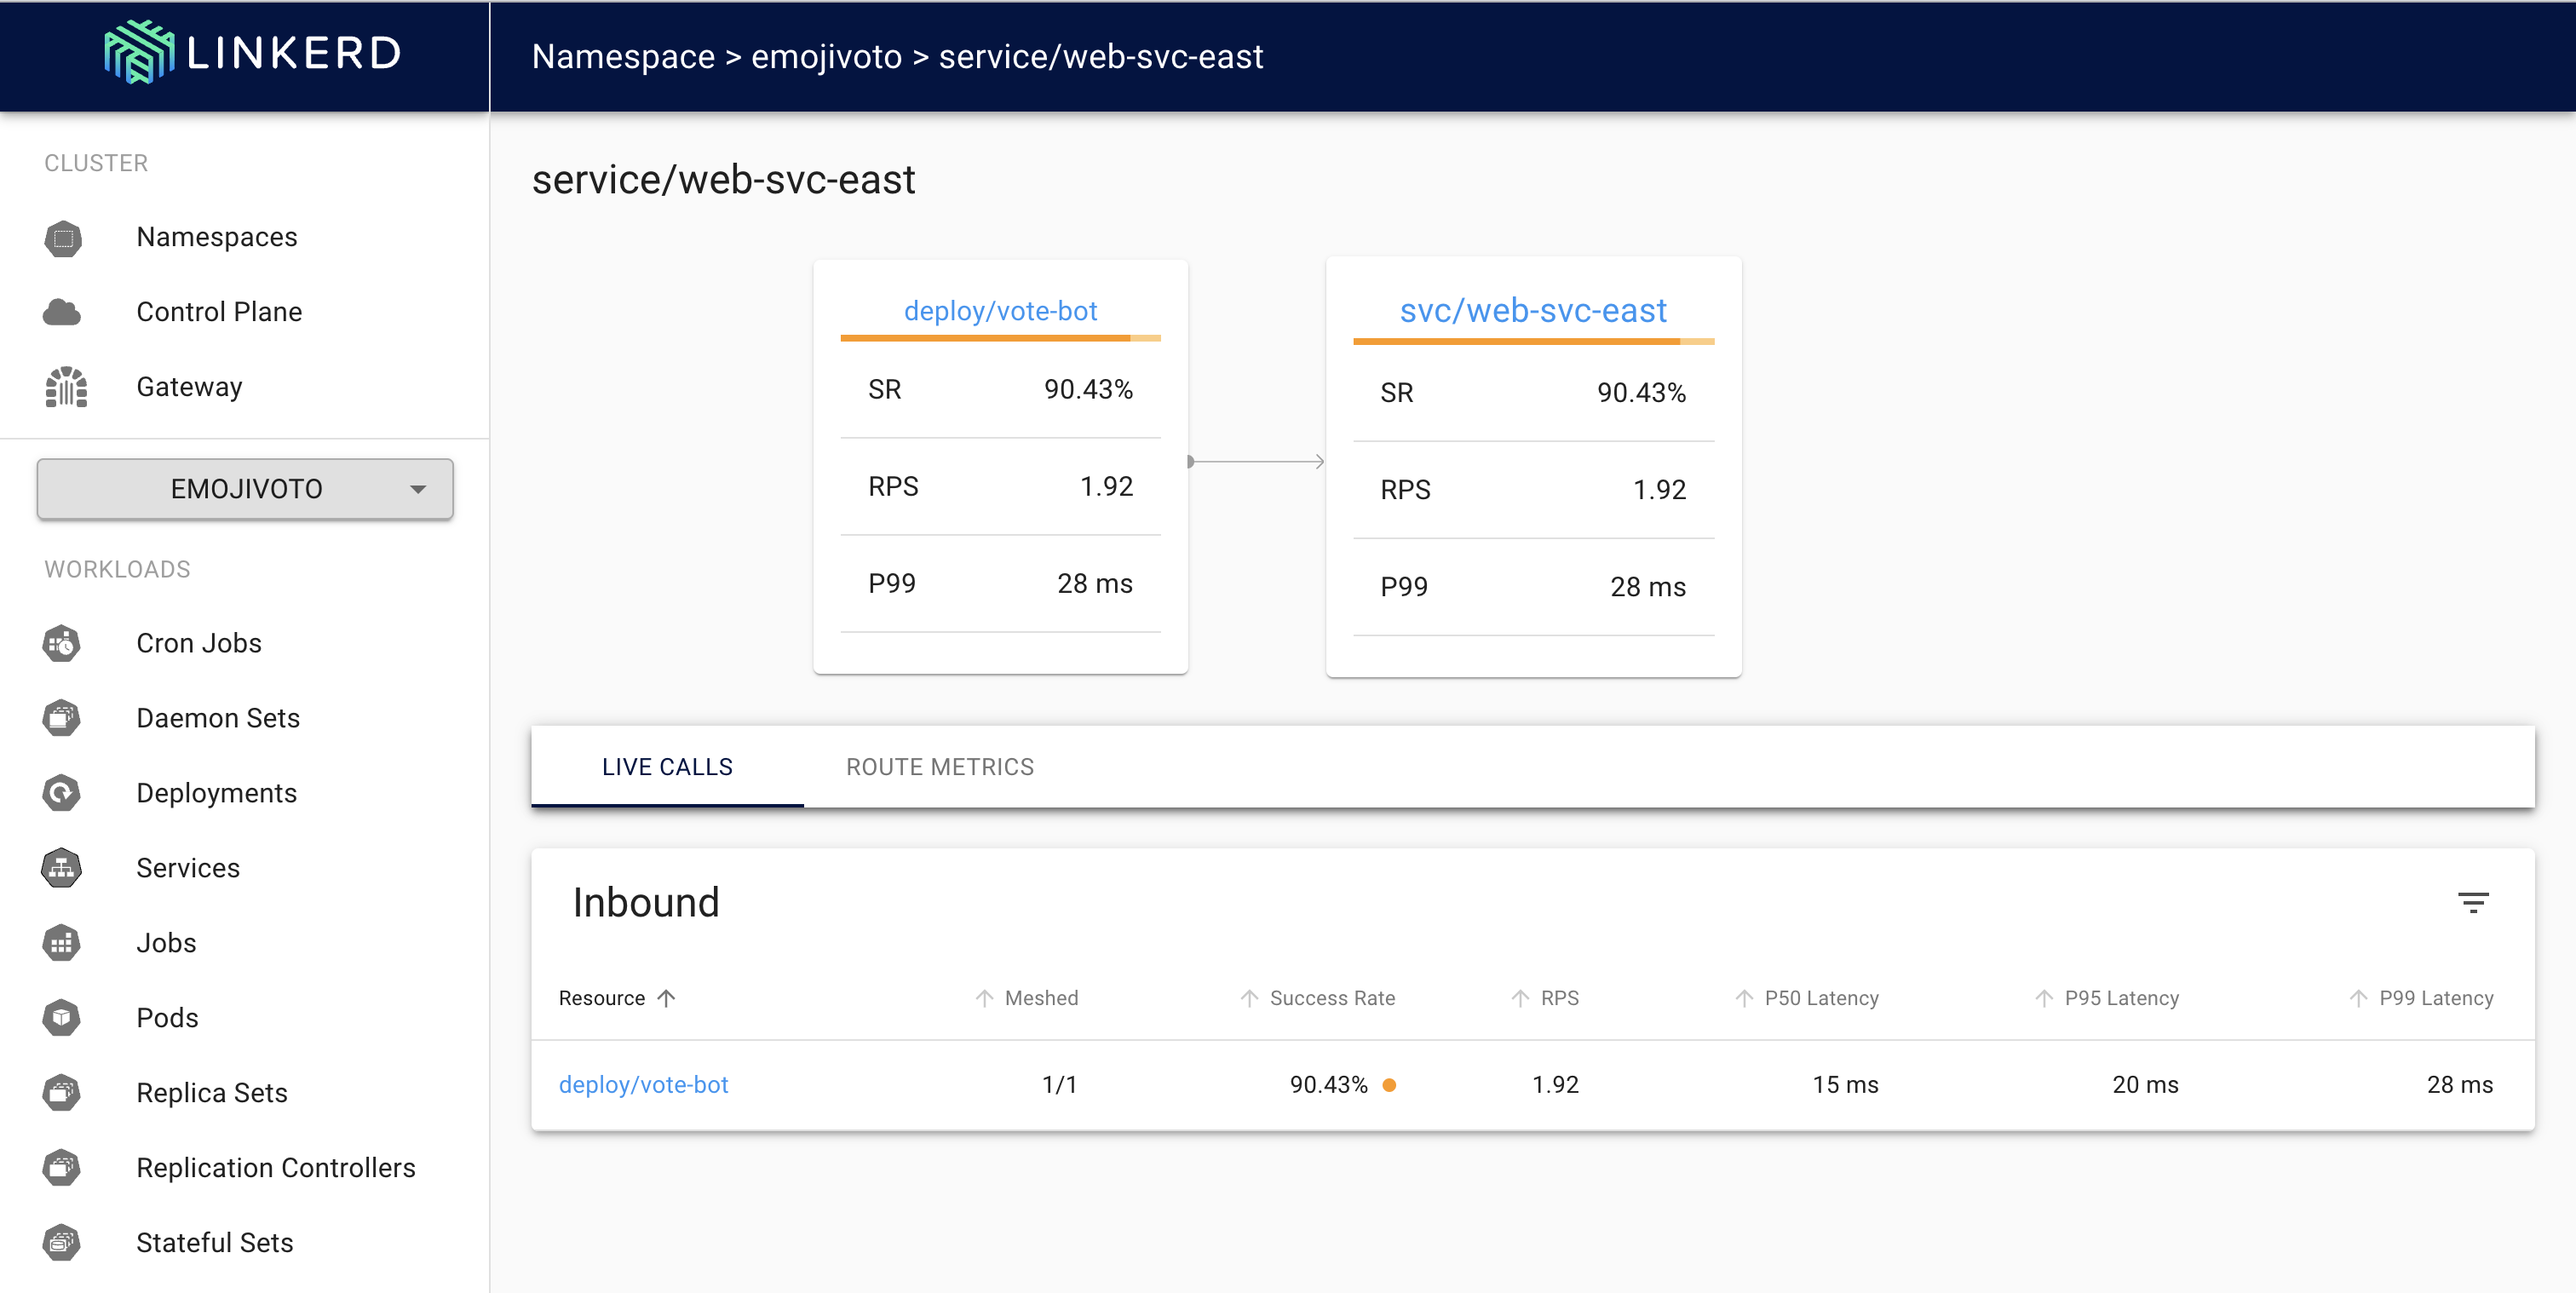 LINKERD
Namespace > emojivoto > service/web-svc-east
CLUSTER
Namespaces
Control Plane
Gateway
EMOJIVOTO
WORKLOADS
Cron Jobs
Daemon Sets
Deployments
Services
Jobs
Pods
Replica Sets
Replication Controllers
Stateful Sets
service/web-svc-east
deploy/vote-bot
SR 90.43%
RPS 1.92
P99 28 ms
svc/web-svc-east
SR 90.43%
RPS 1.92
P99 28 ms
LIVE CALLS ROUTE METRICS
Inbound
Resource Meshed Success Rate RPS P50 Latency P95 Latency P99 Latency
deploy/vote-bot 1/1 90.43% 1.92 15 ms 20 ms 28 ms